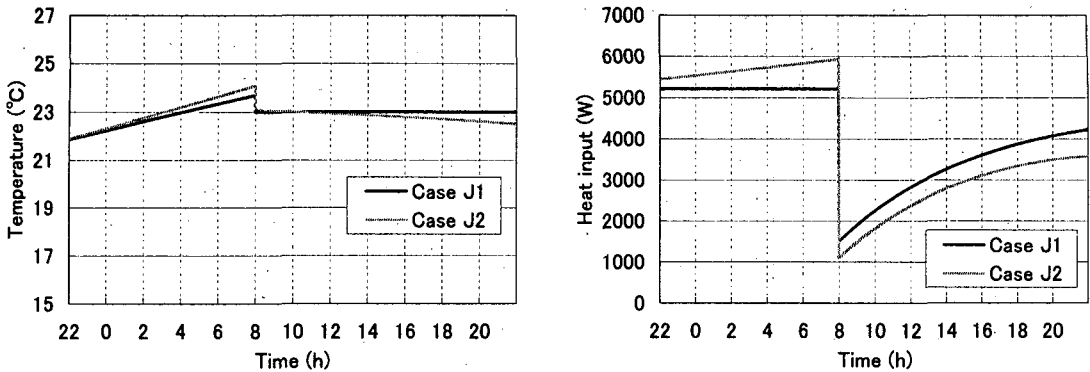 Temperature (°C)
27
25
23
21
19
17
15
Case J1
Case J2
22 0 2 4 6 8 10 12 14 16 18 20
Time (h)
Heat input (W)
7000
6000
5000
4000
3000
2000
1000
0
Case J1
Case J2
22 0 2 4 6 8 10 12 14 16 18 20
Time (h)